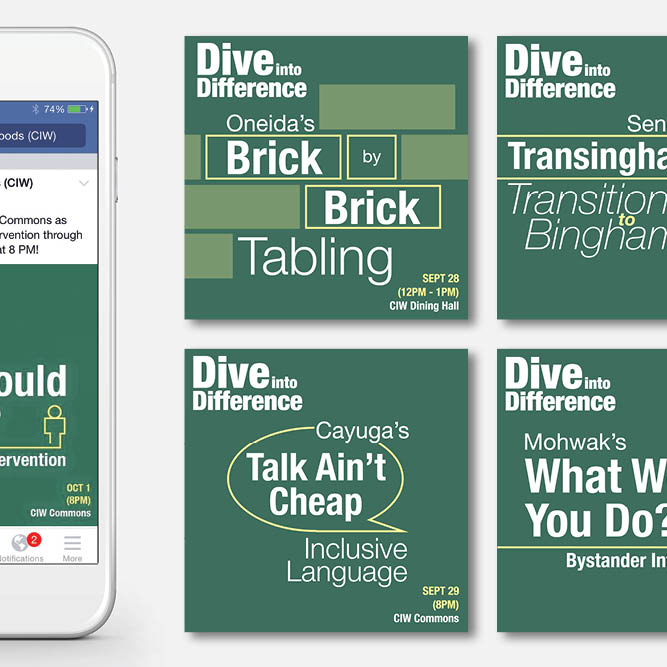 74%
oods (CIW)
(CIW)
Commons as
rvention through
at 8 PM!
ould
ervention
OCT 1
(8PM)
CIW Commons
2
Notifications
More
Dive into
Difference
Oneida's
Brick by
Brick
Tabling
SEPT 28
(12PM - 1PM)
CIW Dining Hall
Dive into
Difference
Sen
Transingha
Transition
to
Bingham
Dive into
Difference
Cayuga's
Talk Ain't
Cheap
Inclusive
Language
SEPT 29
(8PM)
CIW Commons
Dive into
Difference
Mohwak's
What W
You Do?
Bystander Int